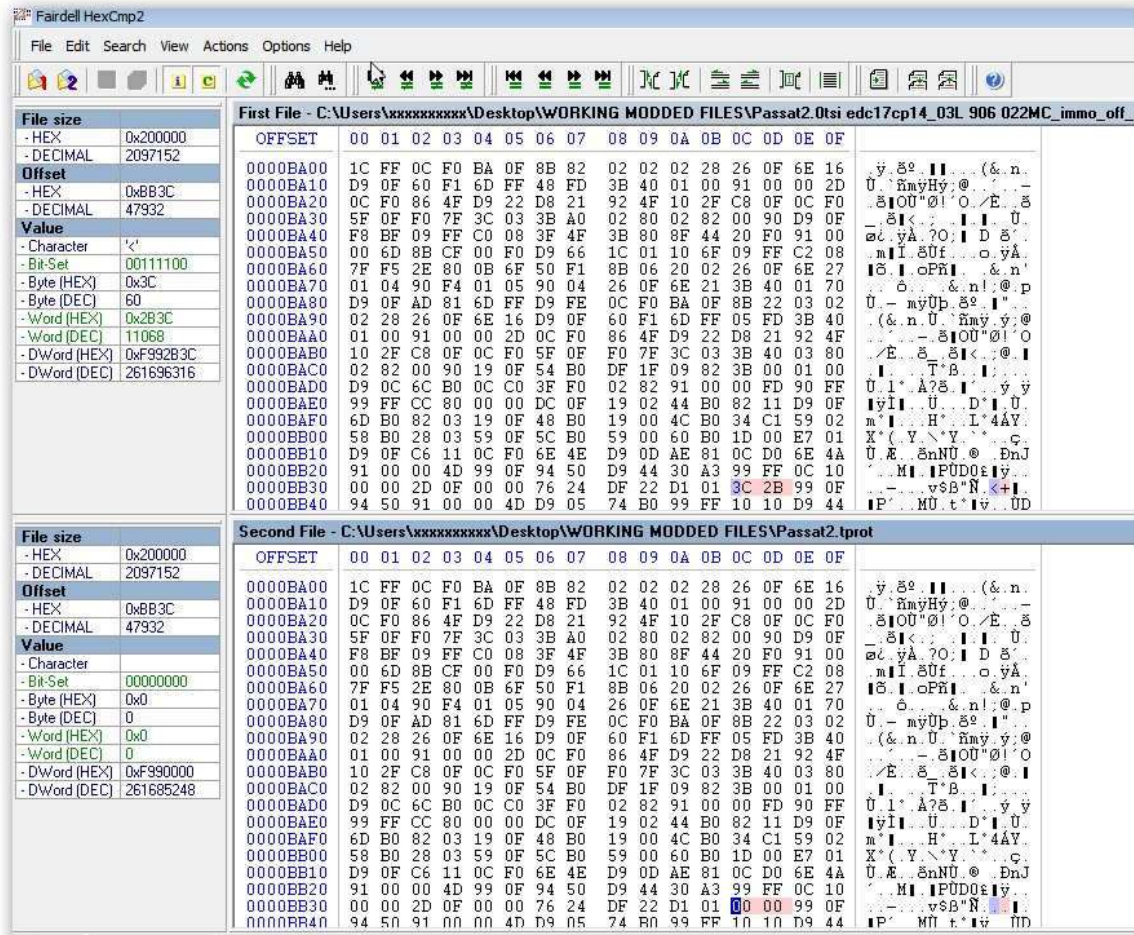 Fairdell HexCmp2
File Edit Search View Actions Options Help
File size
- HEX 0x200000
- DECIMAL 2097152
Offset
- HEX 0xBB3C
- DECIMAL 47932
Value
- Character '<'
- Bit-Set 00111100
- Byte (HEX) 0x3C
- Byte (DEC) 60
- Word (HEX) 0x2B3C
- Word (DEC) 11068
- DWord (HEX) 0xF992B3C
- DWord (DEC) 261696316
First File - C:\Users\xxxxxxxxxx\Desktop\WORKING MODDED FILES\Passat2.0tsi edc17cp14_03L 906 022MC_immo_off_
OFFSET 00 01 02 03 04 05 06 07 08 09 0A 0B 0C 0D 0E 0F
0000BA00 1C FF 0C F0 BA 0F 8B 82 02 02 02 28 26 0F 6E 16
0000BA10 D9 0F 60 F1 6D FF 48 FD 3B 40 01 00 91 00 00 2D
0000BA20 0C F0 86 4F D9 22 D8 21 92 4F 10 2F C8 0F 0C F0
0000BA30 5F 0F F0 7F 3C 03 3B A0 02 80 02 82 00 90 D9 0F
0000BA40 F8 BF 09 FF C0 08 3F 4F 3B 80 8F 44 20 F0 91 00
0000BA50 00 6D 8B CF 00 F0 D9 66 1C 01 10 6F 09 FF C2 08
0000BA60 7F F5 2E 80 0B 6F 50 F1 8B 06 20 02 26 0F 6E 27
0000BA70 01 04 90 F4 01 05 90 04 26 0F 6E 21 3B 40 01 70
0000BA80 D9 0F AD 81 6D FF D9 FE 0C F0 BA 0F 8B 22 03 02
0000BA90 02 28 26 0F 6E 16 D9 0F 60 F1 6D FF 05 FD 3B 40
0000BAA0 01 00 91 00 00 2D 0C F0 86 4F D9 22 D8 21 92 4F
0000BAB0 10 2F C8 0F 0C F0 5F 0F F0 7F 3C 03 3B 40 03 80
0000BAC0 02 82 00 90 19 0F 54 B0 DF 1F 09 82 3B 00 01 00
0000BAD0 D9 0C 6C B0 0C C0 3F F0 02 82 91 00 00 FD 90 FF
0000BAE0 99 FF CC 80 00 00 DC 0F 19 02 44 B0 82 11 D9 0F
0000BAF0 6D B0 82 03 19 0F 48 B0 19 00 4C B0 34 C1 59 02
0000BB00 58 B0 28 03 59 0F 5C B0 59 00 60 B0 1D 00 E7 01
0000BB10 D9 0F C6 11 0C F0 6E 4E D9 0D AE 81 0C D0 6E 4A
0000BB20 91 00 00 4D 99 0F 94 50 D9 44 30 A3 99 FF 0C 10
0000BB30 00 00 2D 0F 00 00 76 24 DF 22 D1 01 3C 2B 99 0F
0000BB40 94 50 91 00 00 4D D9 05 74 B0 99 FF 10 10 D9 44
File size
- HEX 0x200000
- DECIMAL 2097152
Offset
- HEX 0xBB3C
- DECIMAL 47932
Value
- Character
- Bit-Set 00000000
- Byte (HEX) 0x0
- Byte (DEC) 0
- Word (HEX) 0x0
- Word (DEC) 0
- DWord (HEX) 0xF990000
- DWord (DEC) 261685248
Second File - C:\Users\xxxxxxxxxx\Desktop\WORKING MODDED FILES\Passat2.tprot
OFFSET 00 01 02 03 04 05 06 07 08 09 0A 0B 0C 0D 0E 0F
0000BA00 1C FF 0C F0 BA 0F 8B 82 02 02 02 28 26 0F 6E 16
0000BA10 D9 0F 60 F1 6D FF 48 FD 3B 40 01 00 91 00 00 2D
0000BA20 0C F0 86 4F D9 22 D8 21 92 4F 10 2F C8 0F 0C F0
0000BA30 5F 0F F0 7F 3C 03 3B A0 02 80 02 82 00 90 D9 0F
0000BA40 F8 BF 09 FF C0 08 3F 4F 3B 80 8F 44 20 F0 91 00
0000BA50 00 6D 8B CF 00 F0 D9 66 1C 01 10 6F 09 FF C2 08
0000BA60 7F F5 2E 80 0B 6F 50 F1 8B 06 20 02 26 0F 6E 27
0000BA70 01 04 90 F4 01 05 90 04 26 0F 6E 21 3B 40 01 70
0000BA80 D9 0F AD 81 6D FF D9 FE 0C F0 BA 0F 8B 22 03 02
0000BA90 02 28 26 0F 6E 16 D9 0F 60 F1 6D FF 05 FD 3B 40
0000BAA0 01 00 91 00 00 2D 0C F0 86 4F D9 22 D8 21 92 4F
0000BAB0 10 2F C8 0F 0C F0 5F 0F F0 7F 3C 03 3B 40 03 80
0000BAC0 02 82 00 90 19 0F 54 B0 DF 1F 09 82 3B 00 01 00
0000BAD0 D9 0C 6C B0 0C C0 3F F0 02 82 91 00 00 FD 90 FF
0000BAE0 99 FF CC 80 00 00 DC 0F 19 02 44 B0 82 11 D9 0F
0000BAF0 6D B0 82 03 19 0F 48 B0 19 00 4C B0 34 C1 59 02
0000BB00 58 B0 28 03 59 0F 5C B0 59 00 60 B0 1D 00 E7 01
0000BB10 D9 0F C6 11 0C F0 6E 4E D9 0D AE 81 0C D0 6E 4A
0000BB20 91 00 00 4D 99 0F 94 50 D9 44 30 A3 99 FF 0C 10
0000BB30 00 00 2D 0F 00 00 76 24 DF 22 D1 01 00 00 99 0F
0000BB40 94 50 91 00 00 4D D9 05 74 B0 99 FF 10 10 D9 44